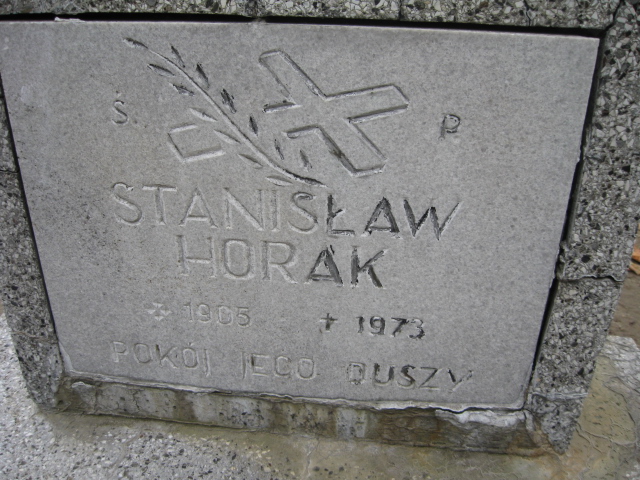 Ś. P
STANISŁAW
HORAK
1905 1973
POKÓJ JEGO DUSZY